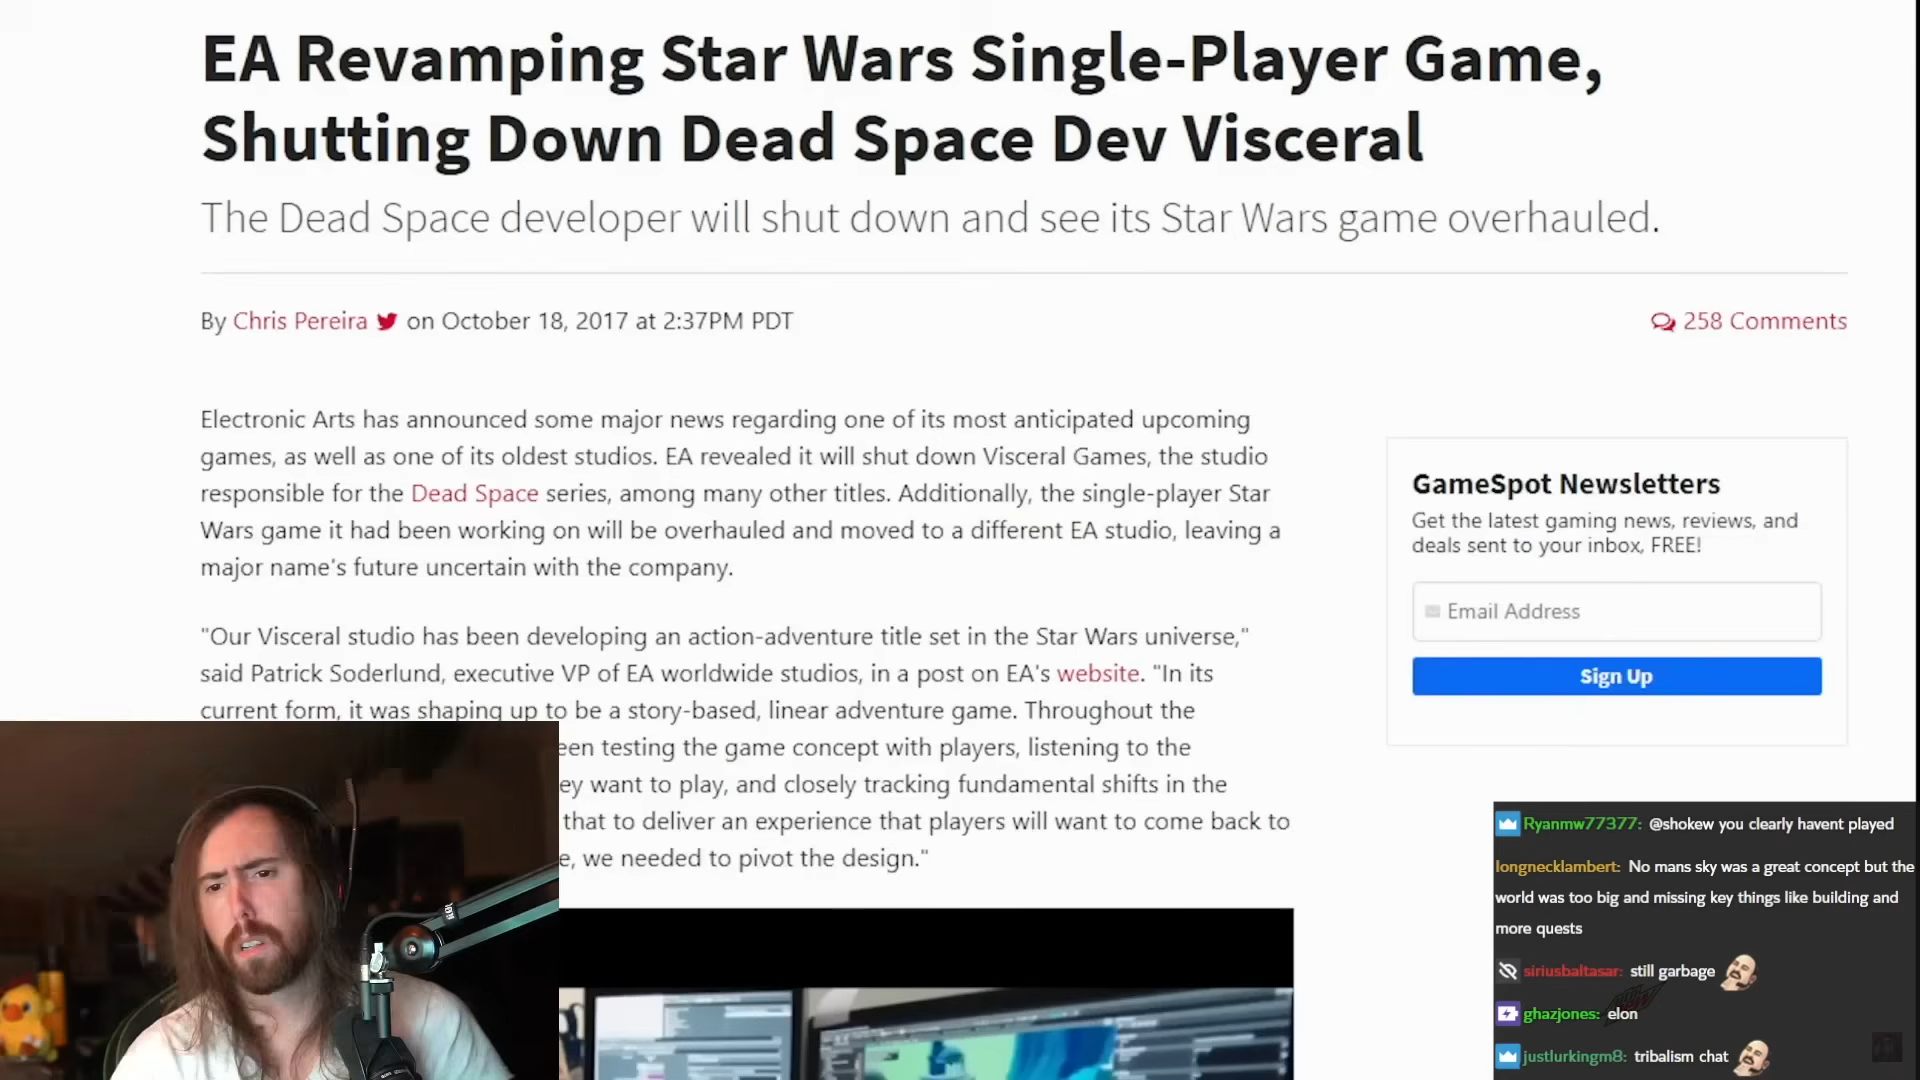 EA Revamping Star Wars Single-Player Game,
Shutting Down Dead Space Dev Visceral
The Dead Space developer will shut down and see its Star Wars game overhauled.
By Chris Pereira on October 18, 2017 at 2:37PM PDT
258 Comments
Electronic Arts has announced some major news regarding one of its most anticipated upcoming
games, as well as one of its oldest studios. EA revealed it will shut down Visceral Games, the studio
responsible for the Dead Space series, among many other titles. Additionally, the single-player Star
Wars game it had been working on will be overhauled and moved to a different EA studio, leaving a
major name's future uncertain with the company.
"Our Visceral studio has been developing an action-adventure title set in the Star Wars universe,"
said Patrick Soderlund, executive VP of EA worldwide studios, in a post on EA's website. "In its
current form, it was shaping up to be a story-based, linear adventure game. Throughout the
een testing the game concept with players, listening to the
ey want to play, and closely tracking fundamental shifts in the
that to deliver an experience that players will want to come back to
e, we needed to pivot the design."
GameSpot Newsletters
Get the latest gaming news, reviews, and
deals sent to your inbox, FREE!
Email Address
Sign Up
Ryanmw77377: @shokew you clearly havent played
longnecklambert: No mans sky was a great concept but the
world was too big and missing key things like building and
more quests
siriusbaltasar: still garbage
ghazjones: elon
justlurkingm8: tribalism chat